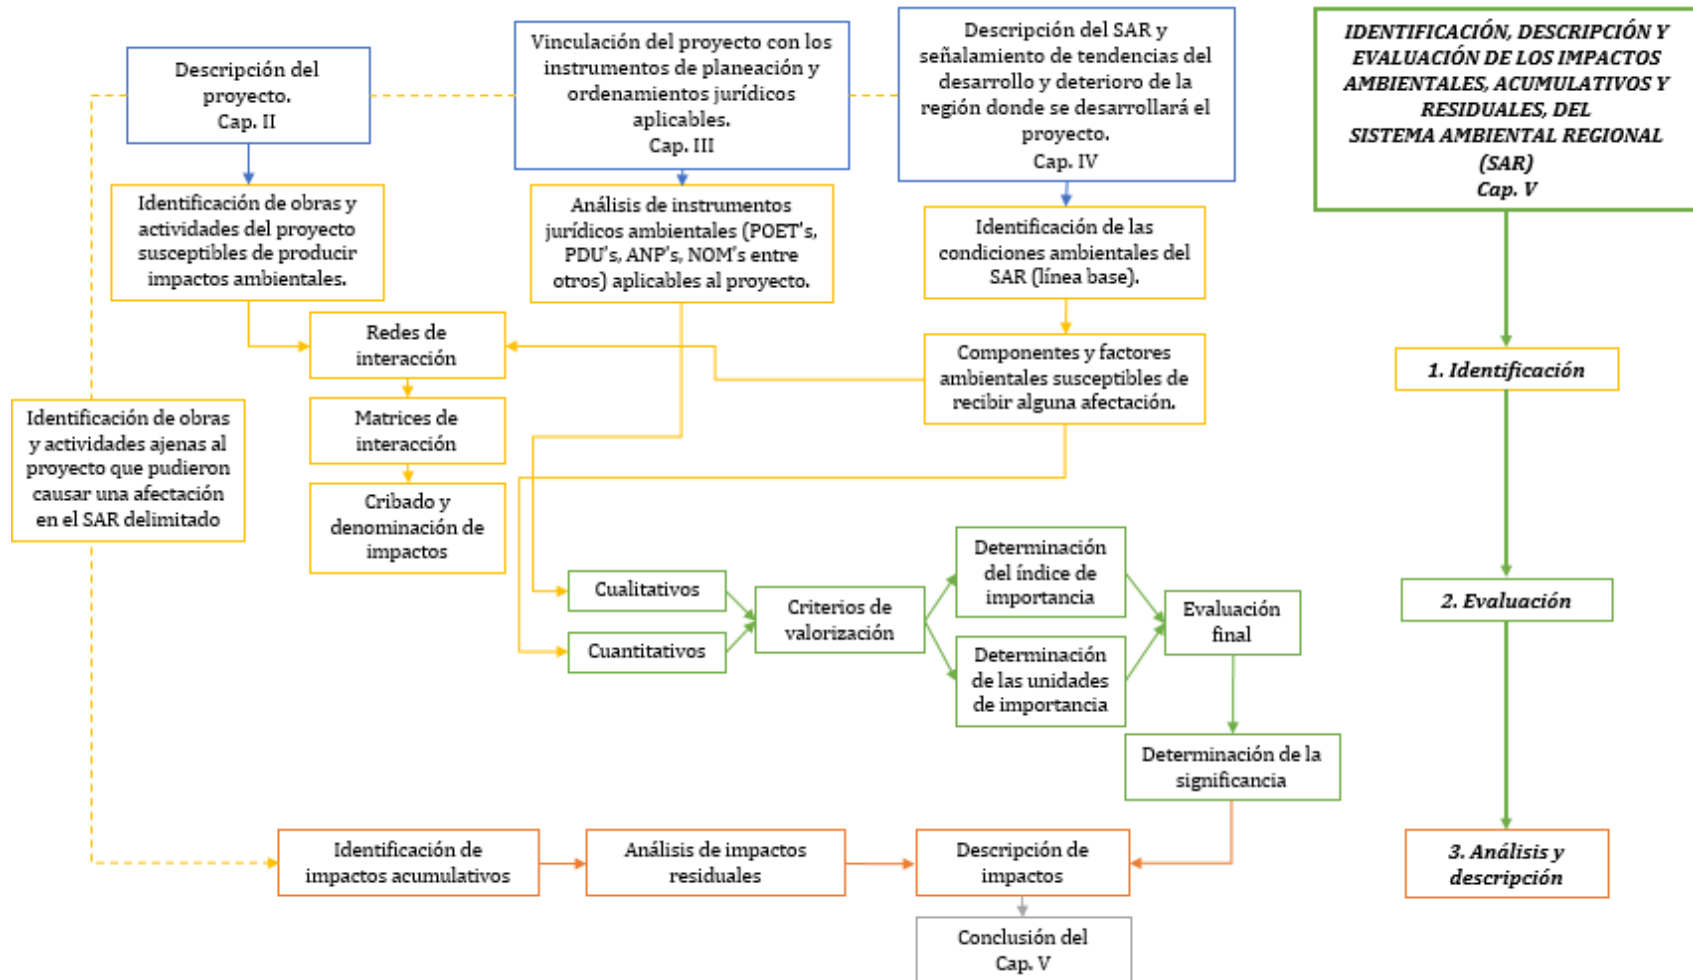 Descripción del
proyecto.
Cap. II
Vinculación del proyecto con los
instrumentos de planeación y
ordenamientos jurídicos
aplicables.
Cap. III
Descripción del SAR y
señalamiento de tendencias del
desarrollo y deterioro de la
región donde se desarrollará el
proyecto.
Cap. IV
IDENTIFICACIÓN, DESCRIPCIÓN Y
EVALUACIÓN DE LOS IMPACTOS
AMBIENTALES, ACUMULATIVOS Y
RESIDUALES, DEL
SISTEMA AMBIENTAL REGIONAL
(SAR)
Cap. V
Identificación de obras y
actividades del proyecto
susceptibles de producir
impactos ambientales.
Análisis de instrumentos
jurídicos ambientales (POET's,
PDU's, ANP's, NOM's entre
otros) aplicables al proyecto.
Identificación de las
condiciones ambientales del
SAR (línea base).
Redes de
interacción
Componentes y factores
ambientales susceptibles de
recibir alguna afectación.
1. Identificación
Identificación de obras
y actividades ajenas al
proyecto que pudieron
causar una afectación
en el SAR delimitado
Matrices de
interacción
Cribado y
denominación de
impactos
Cualitativos
Cuantitativos
Criterios de
valorización
Determinación
del índice de
importancia
Determinación
de las unidades
de importancia
Evaluación
final
2. Evaluación
Determinación de la
significancia
Identificación de
impactos acumulativos
Análisis de impactos
residuales
Descripción de
impactos
3. Análisis y
descripción
Conclusión del
Cap. V